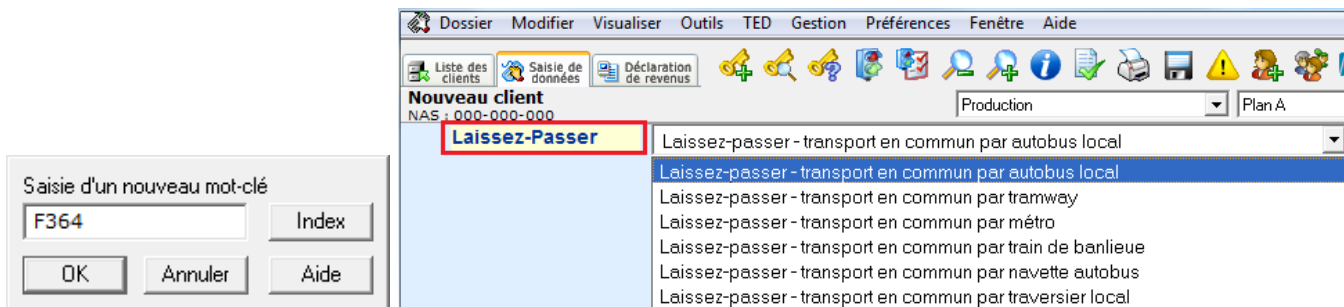 Saisie d'un nouveau mot-clé
F364
Index
OK Annuler Aide
Dossier Modifier Visualiser Outils TED Gestion Préférences Fenêtre Aide
Liste des clients Saisie de données Déclaration de revenus
Nouveau client
NAS : 000-000-000
Production Plan A
Laissez-Passer
Laissez-passer - transport en commun par autobus local
Laissez-passer - transport en commun par autobus local
Laissez-passer - transport en commun par tramway
Laissez-passer - transport en commun par métro
Laissez-passer - transport en commun par train de banlieue
Laissez-passer - transport en commun par navette autobus
Laissez-passer - transport en commun par traversier local